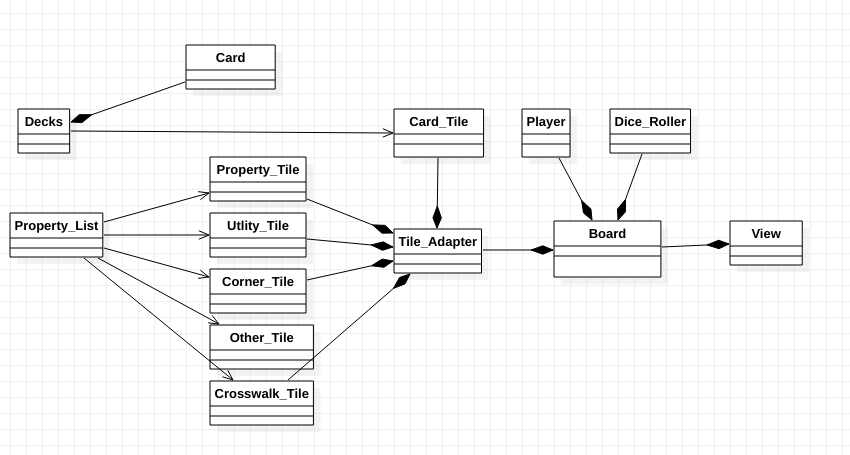 Card
Decks
Card_Tile
Player
Dice_Roller
Property_Tile
Property_List
Utlity_Tile
Tile_Adapter
Board
View
Corner_Tile
Other_Tile
Crosswalk_Tile